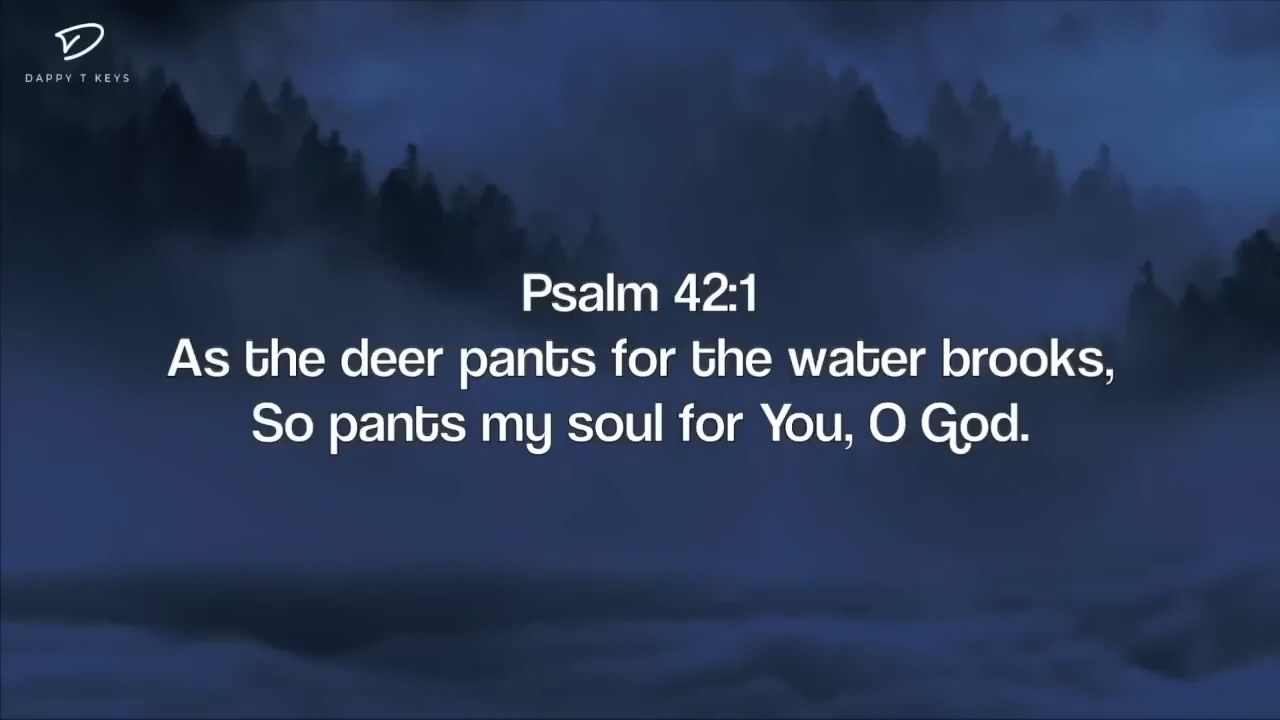 DAPPY T KEYS
Psalm 42:1
As the deer pants for the water brooks,
So pants my soul for You, O God.